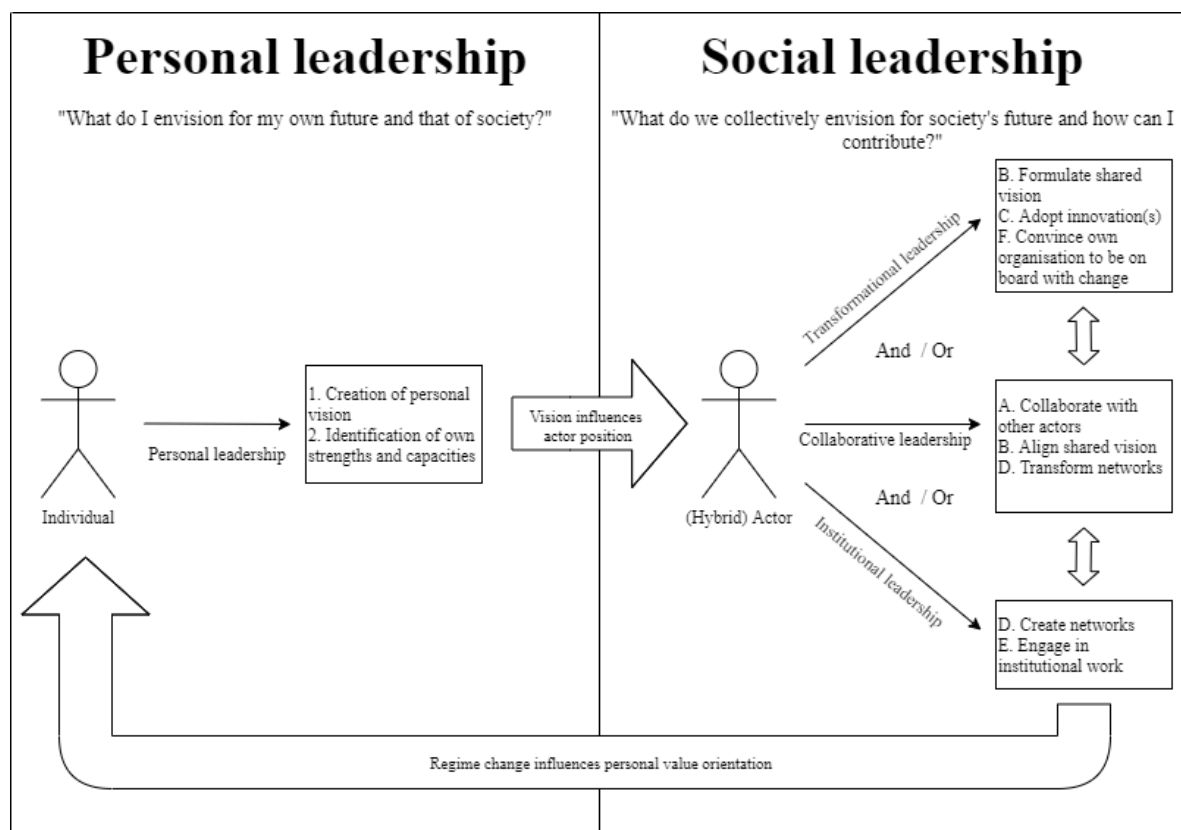 Personal leadership
"What do I envision for my own future and that of society?"
Individual
Personal leadership
1. Creation of personal
vision
2. Identification of own
strengths and capacities
Vision influences
actor position
Social leadership
"What do we collectively envision for society's future and how can I
contribute?"
(Hybrid) Actor
Transformational leadership
And / Or
Collaborative leadership
And / Or
Institutional leadership
B. Formulate shared
vision
C. Adopt innovation(s)
F. Convince own
organisation to be on
board with change
A. Collaborate with
other actors
B. Align shared vision
D. Transform networks
D. Create networks
E. Engage in
institutional work
Regime change influences personal value orientation